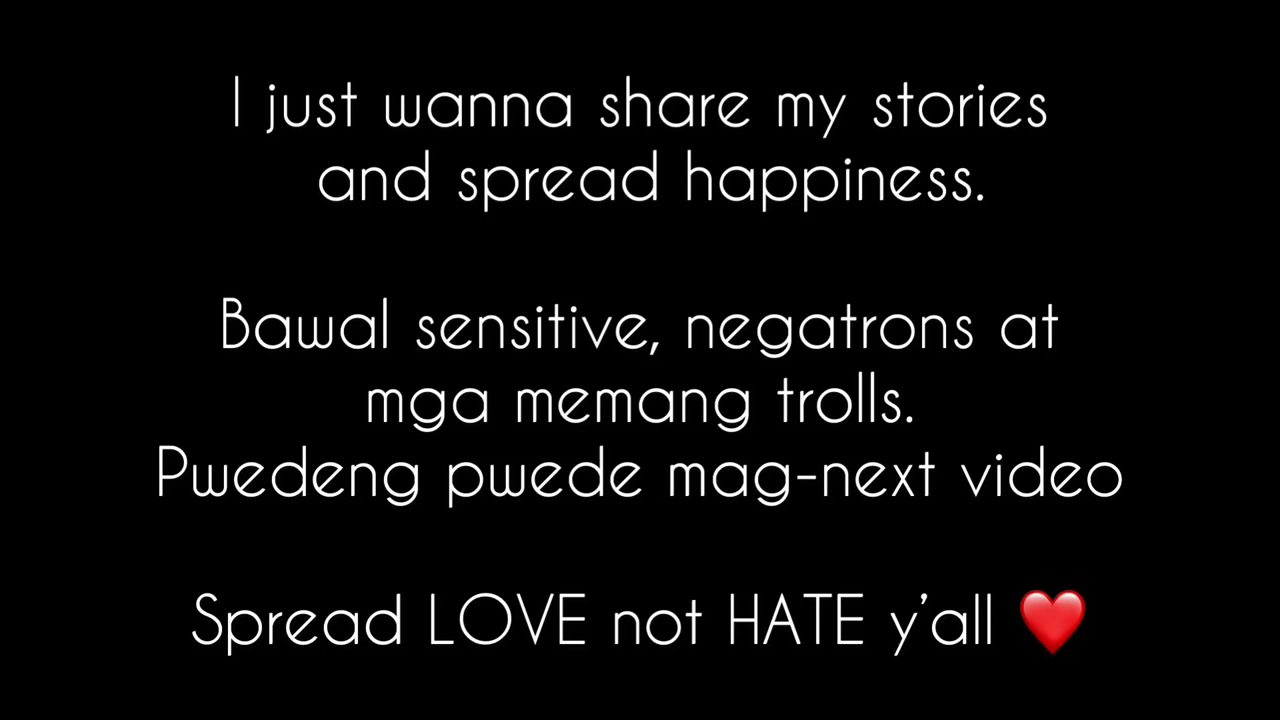 I just wanna share my stories
and spread happiness.
Bawal sensitive, negatrons at
mga memang trolls.
Pwedeng pwede mag-next video
Spread LOVE not HATE y’all ❤️